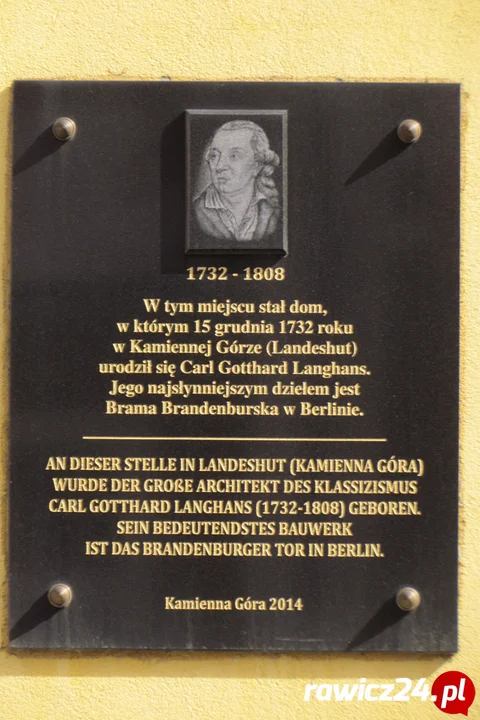 1732 - 1808
W tym miejscu stał dom,
w którym 15 grudnia 1732 roku
w Kamiennej Górze (Landeshut)
urodził się Carl Gotthard Langhans.
Jego najsłynniejszym dziełem jest
Brama Brandenburska w Berlinie.
AN DIESER STELLE IN LANDESHUT (KAMIENNA GÓRA)
WURDE DER GROßE ARCHITEKT DES KLASSIZISMUS
CARL GOTTHARD LANGHANS (1732-1808) GEBOREN.
SEIN BEDEUTENDSTES BAUWERK
IST DAS BRANDENBURGER TOR IN BERLIN.
Kamienna Góra 2014
rawicz24.pl